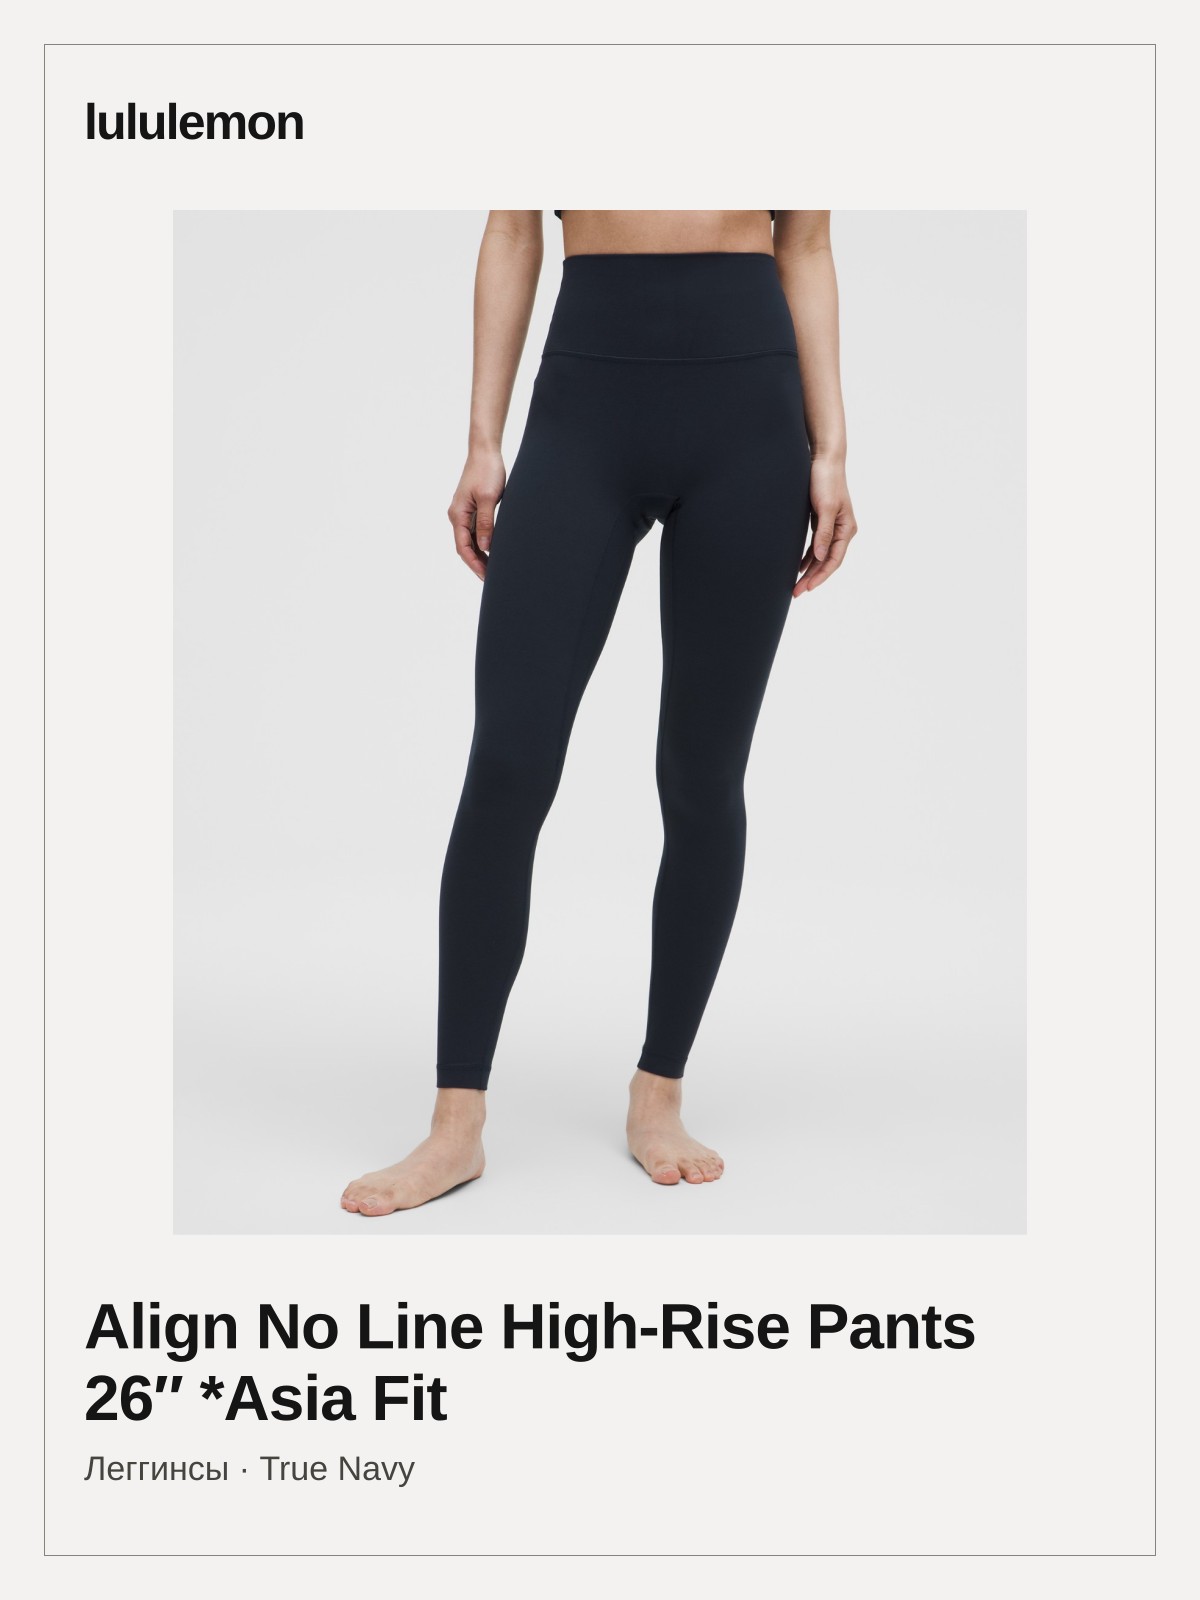 lululemon
Align No Line High-Rise Pants
26″ *Asia Fit
Леггинсы · True Navy